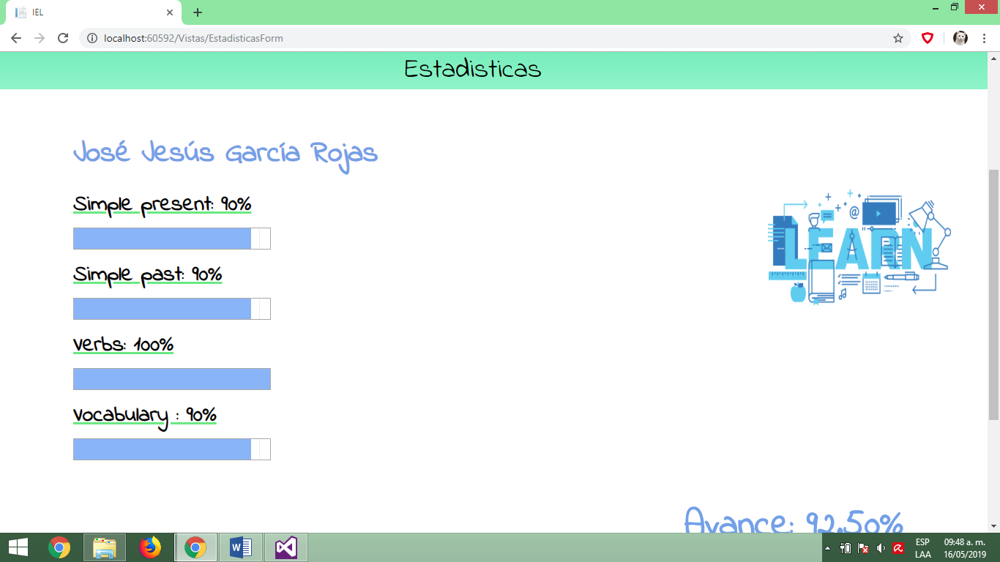 IEL
localhost:60592/Vistas/EstadisticasForm
Estadisticas
José Jesús García Rojas
Simple present: 90%
Simple past: 90%
Verbs: 100%
Vocabulary : 90%
LEARN
@
Avance: 92.50%
ESP 09:48 a. m.
LAA 16/05/2019